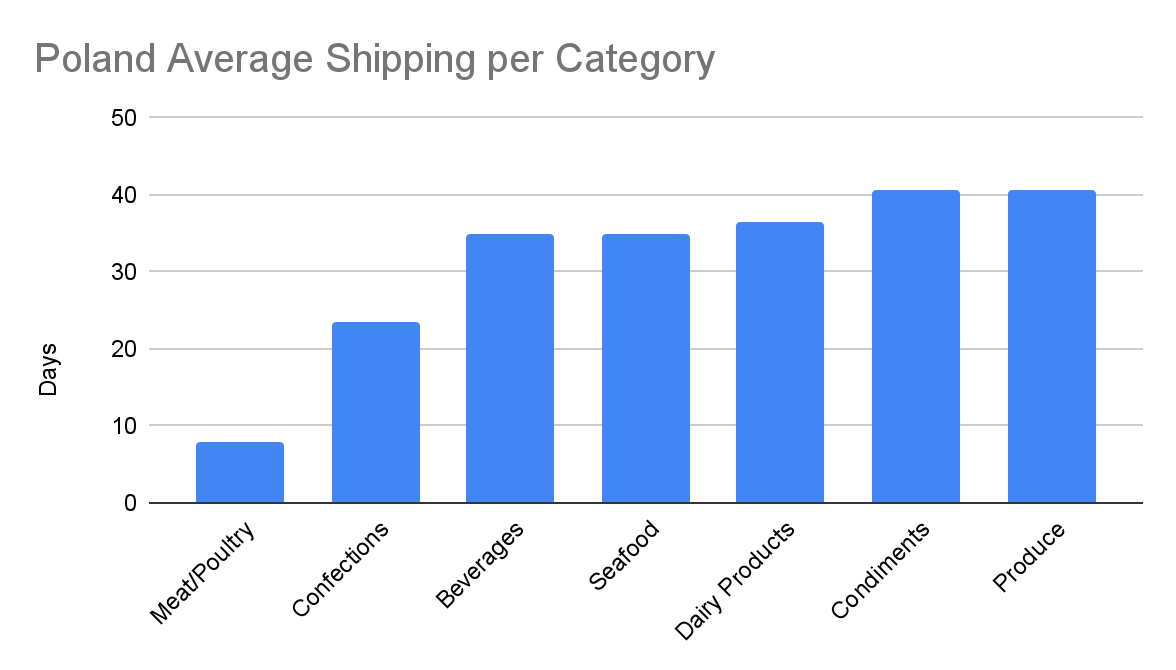 Poland Average Shipping per Category
50
40
30
20
10
0
Days
Meat/Poultry
Confections
Beverages
Seafood
Dairy Products
Condiments
Produce